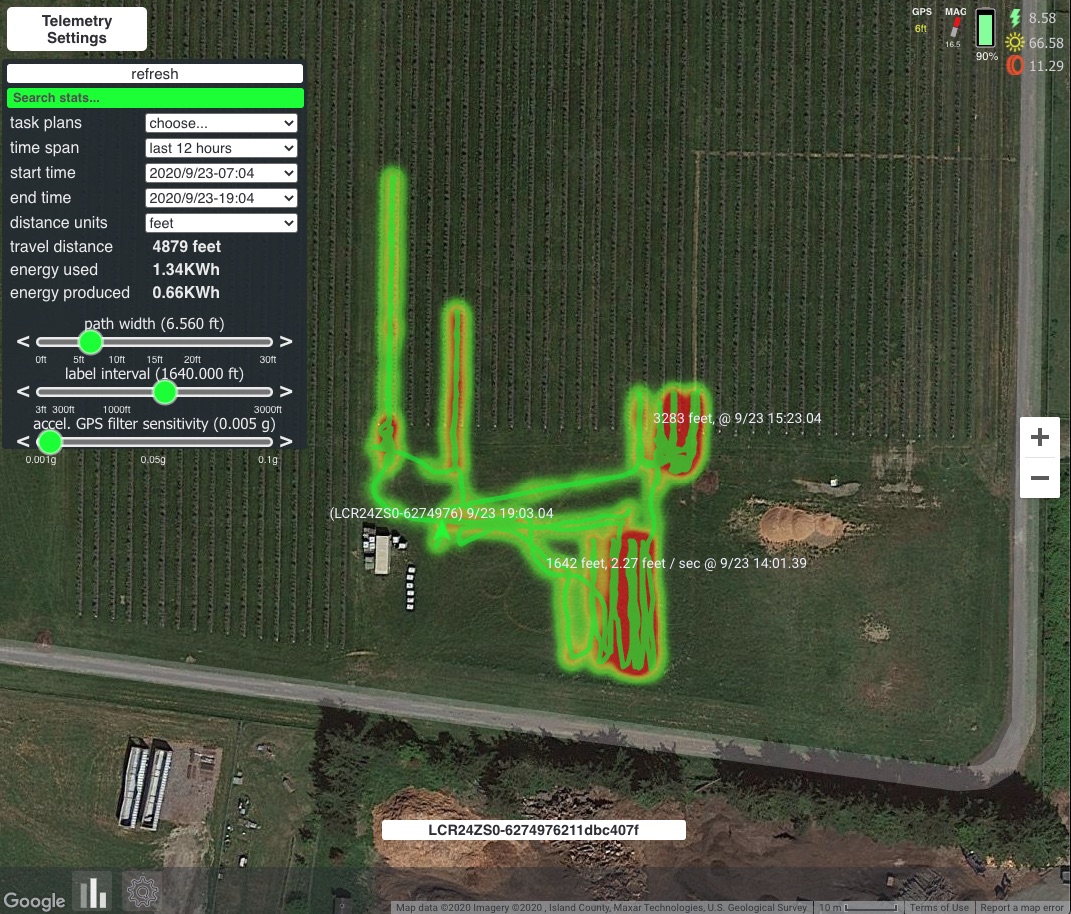 Telemetry
Settings
GPS
6ft
MAG
16.5
90%
8.58
66.58
11.29
refresh
Search stats...
task plans choose...
time span last 12 hours
start time 2020/9/23-07:04
end time 2020/9/23-19:04
distance units feet
travel distance 4879 feet
energy used 1.34KWh
energy produced 0.66KWh
path width (6.560 ft)
< >
0ft 5ft 10ft 15ft 20ft 30ft
label interval (1640.000 ft)
< >
3ft 300ft 1000ft 3000ft
accel. GPS filter sensitivity (0.005 g)
< >
0.001g 0.05g 0.1g
3283 feet, @ 9/23 15:23.04
(LCR24ZS0-6274976) 9/23 19:03.04
1642 feet, 2.27 feet / sec @ 9/23 14:01.39
+
−
LCR24ZS0-6274976211dbc407f
Google
Map data ©2020 Imagery ©2020 , Island County, Maxar Technologies, U.S. Geological Survey 10 m Terms of Use Report a map error